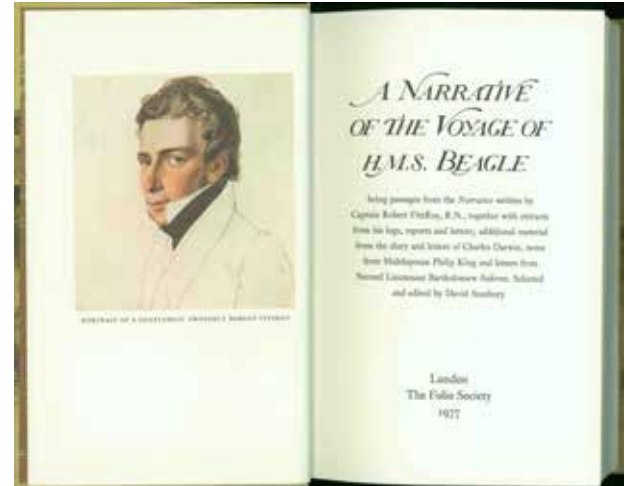 PORTRAIT OF A GENTLEMAN, PROBABLY ROBERT FITZROY
A NARRATIVE
OF THE VOYAGE OF
H.M.S. BEAGLE
being passages from the Narrative written by
Captain Robert FitzRoy, R.N., together with extracts
from his logs, reports and letters; additional material
from the diary and letters of Charles Darwin, notes
from Midshipman Philip King and letters from
Second Lieutenant Bartholomew Sulivan. Selected
and edited by David Stanbury
London
The Folio Society
1977